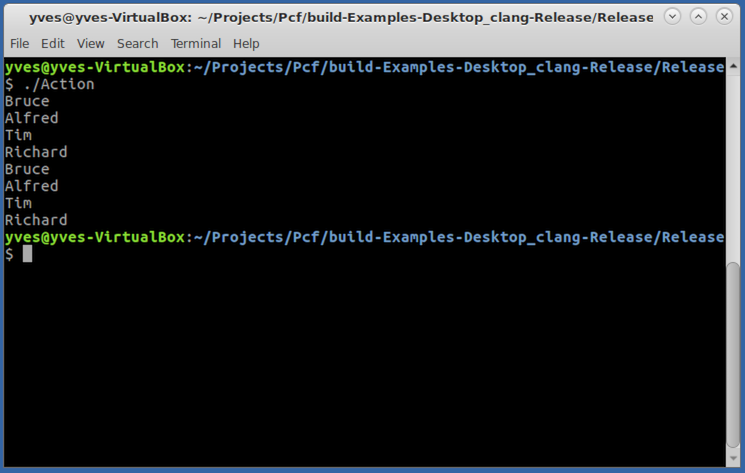 yves@yves-VirtualBox: ~/Projects/Pcf/build-Examples-Desktop_clang-Release/Release
File Edit View Search Terminal Help
yves@yves-VirtualBox:~/Projects/Pcf/build-Examples-Desktop_clang-Release/Release
$ ./Action
Bruce
Alfred
Tim
Richard
Bruce
Alfred
Tim
Richard
yves@yves-VirtualBox:~/Projects/Pcf/build-Examples-Desktop_clang-Release/Release
$